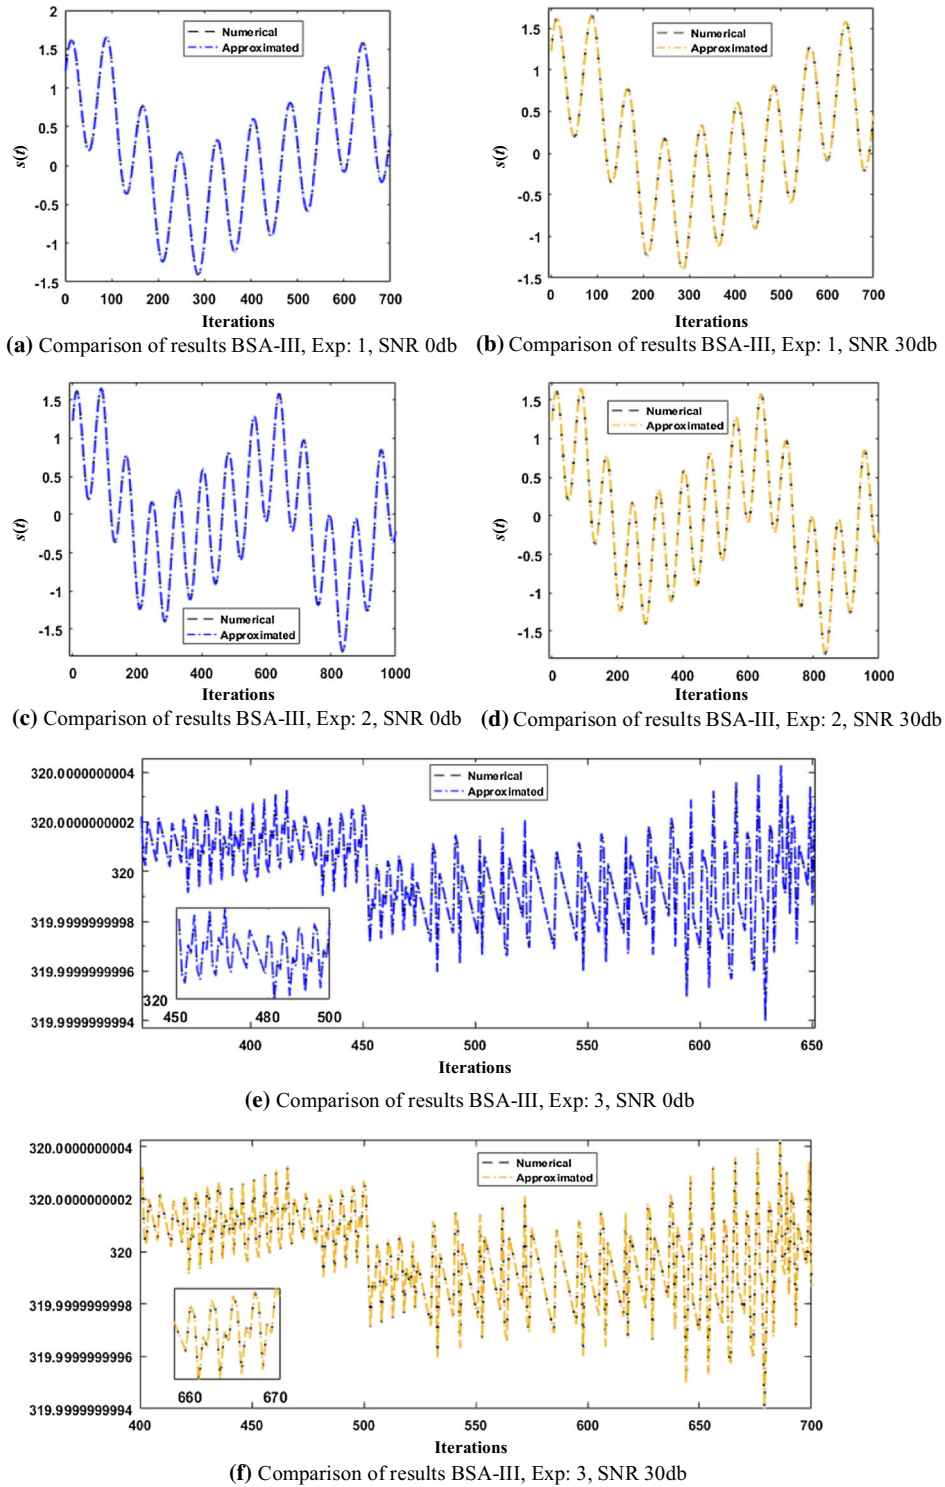 2
1.5
1
0.5
0
-0.5
-1
-1.5
s(t)
Numerical
Approximated
0 100 200 300 400 500 600 700
Iterations
(a) Comparison of results BSA-III, Exp: 1, SNR 0db
1.5
1
0.5
0
-0.5
-1
-1.5
s(t)
Numerical
Approximated
0 100 200 300 400 500 600 700
Iterations
(b) Comparison of results BSA-III, Exp: 1, SNR 30db
1.5
1
0.5
0
-0.5
-1
-1.5
s(t)
Numerical
Approximated
0 200 400 600 800 1000
Iterations
(c) Comparison of results BSA-III, Exp: 2, SNR 0db
1.5
1
0.5
0
-0.5
-1
-1.5
s(t)
Numerical
Approximated
0 200 400 600 800 1000
Iterations
(d) Comparison of results BSA-III, Exp: 2, SNR 30db
320.0000000004
320.0000000002
320
319.9999999998
319.9999999996
319.9999999994
Numerical
Approximated
320
450 480 500
400 450 500 550 600 650
Iterations
(e) Comparison of results BSA-III, Exp: 3, SNR 0db
320.0000000004
320.0000000002
320
319.9999999998
319.9999999996
319.9999999994
Numerical
Approximated
660 670
400 450 500 550 600 650 700
Iterations
(f) Comparison of results BSA-III, Exp: 3, SNR 30db